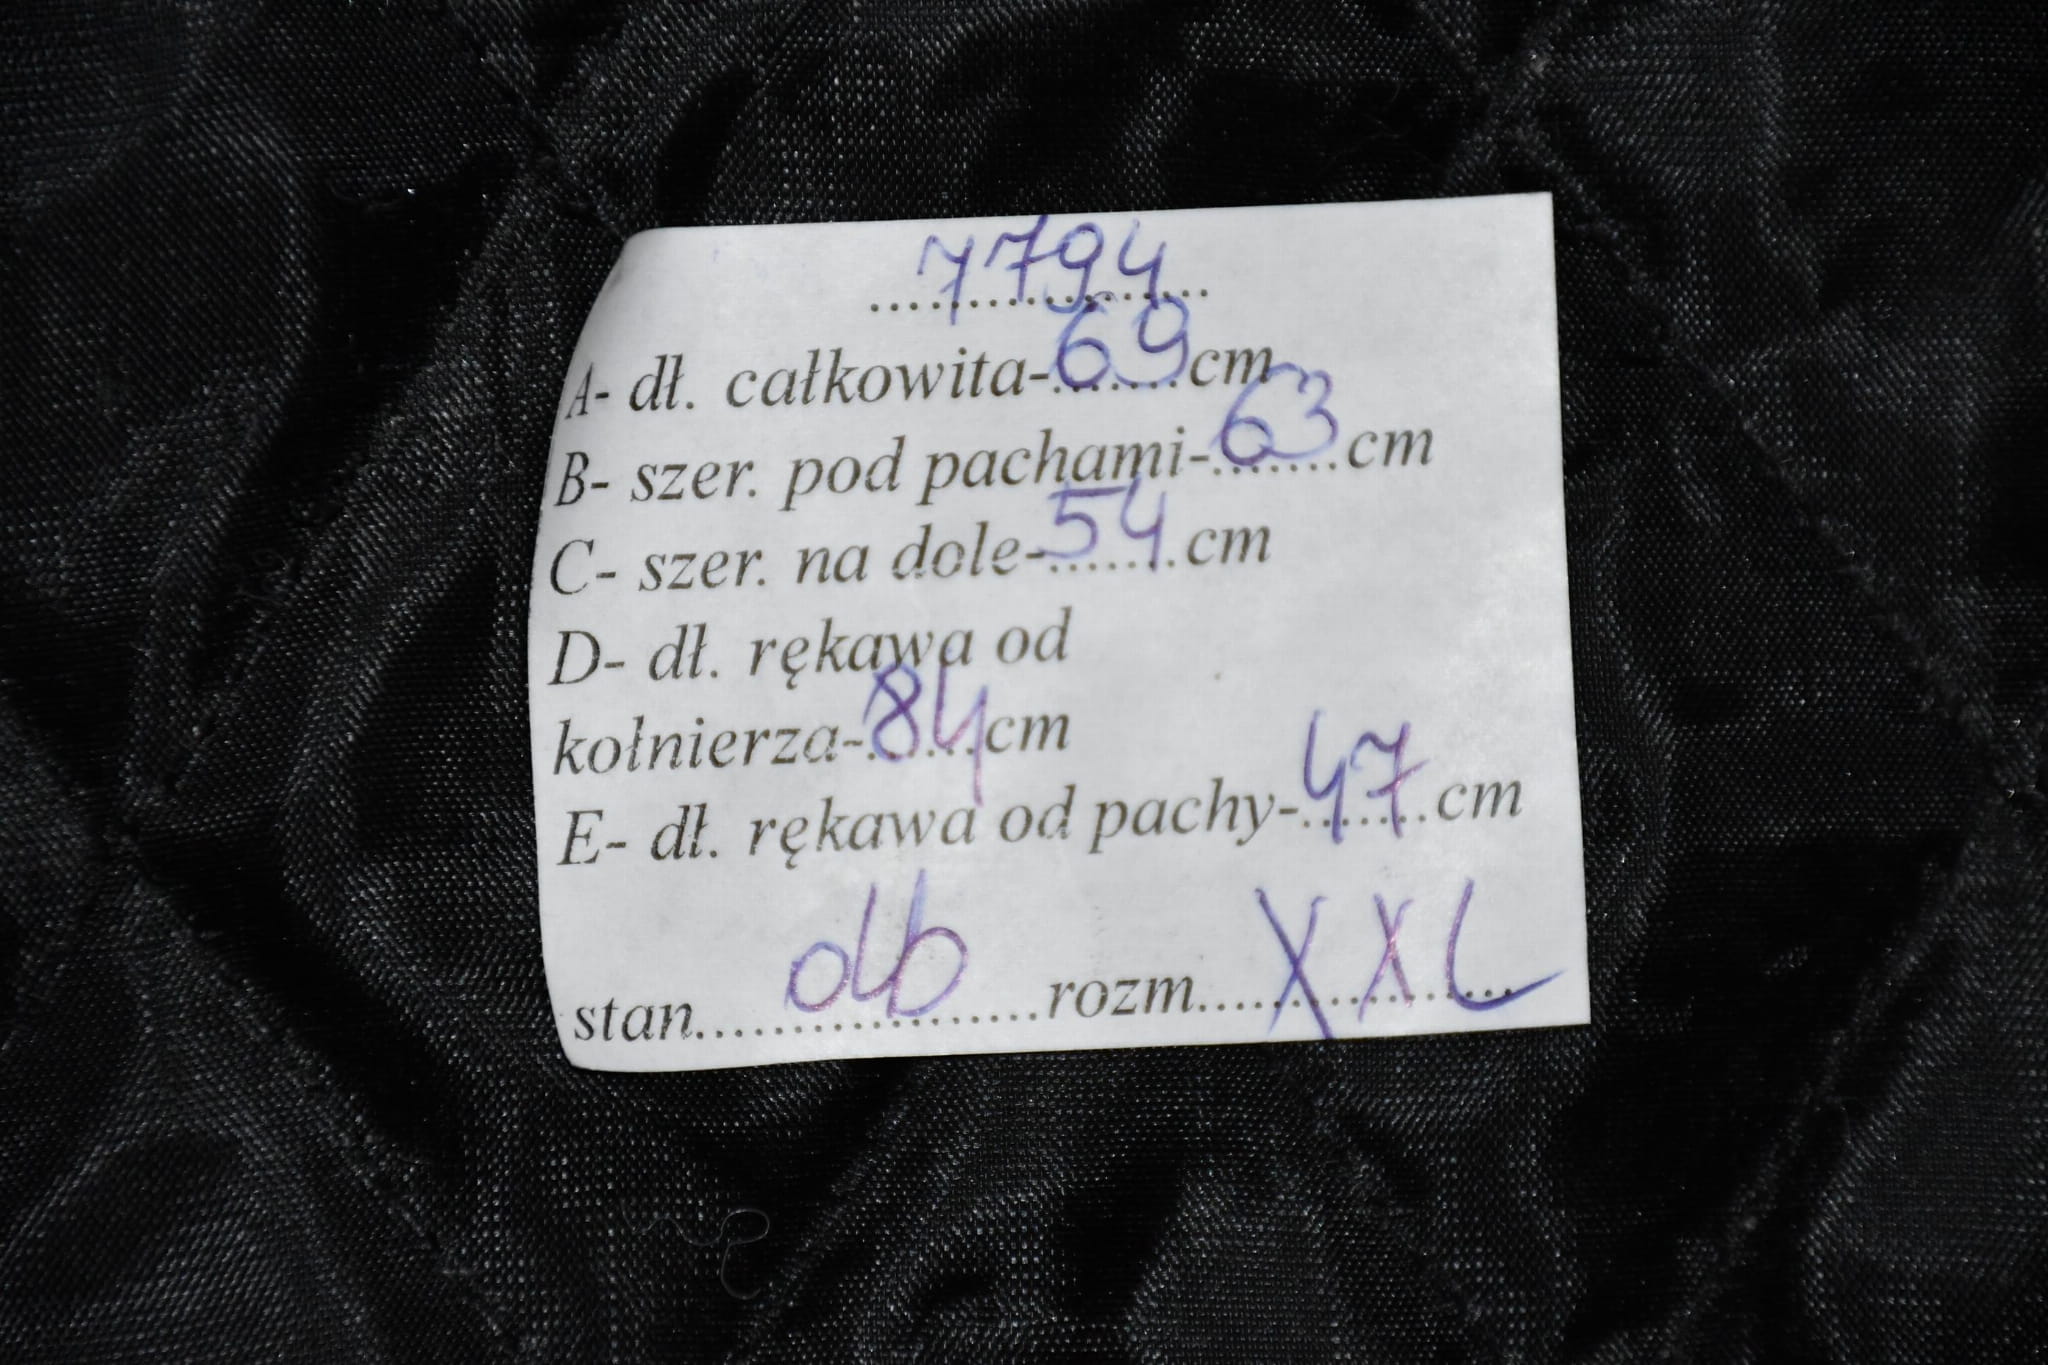 7794
A- dł. całkowita-69cm
B- szer. pod pachami-63cm
C- szer. na dole-54cm
D- dł. rękawa od
kołnierza-84cm
E- dł. rękawa od pachy-47cm
stan......db......rozm......XXL